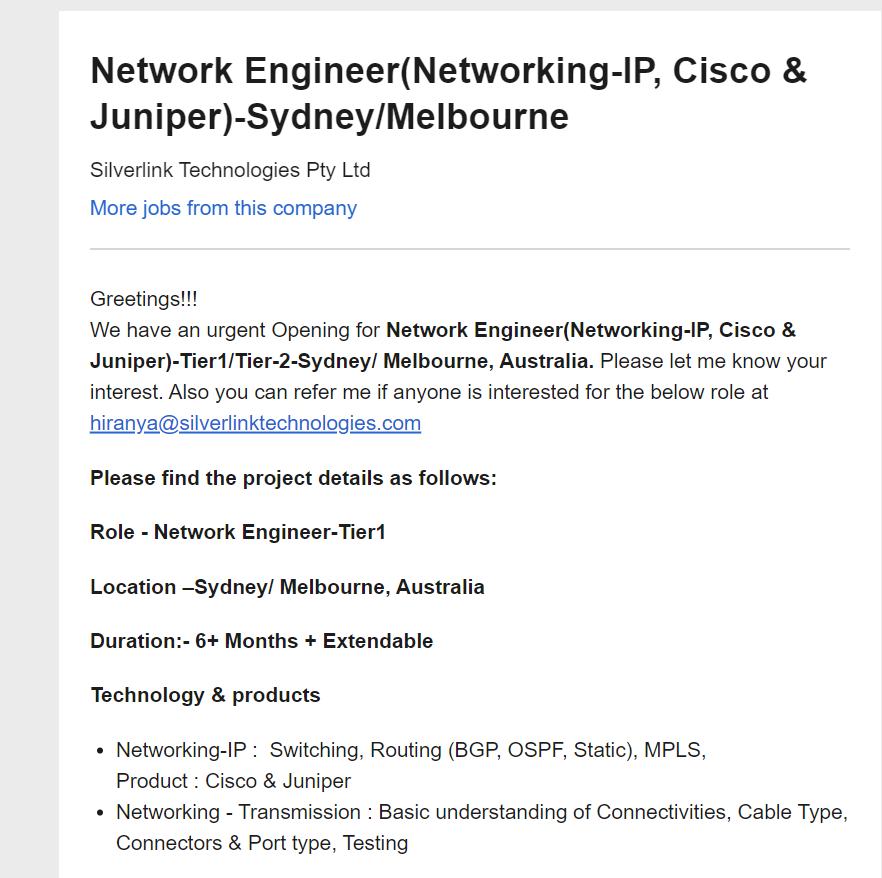 Network Engineer(Networking-IP, Cisco &
Juniper)-Sydney/Melbourne
Silverlink Technologies Pty Ltd
More jobs from this company
Greetings!!!
We have an urgent Opening for Network Engineer(Networking-IP, Cisco &
Juniper)-Tier1/Tier-2-Sydney/ Melbourne, Australia. Please let me know your
interest. Also you can refer me if anyone is interested for the below role at
hiranya@silverlinktechnologies.com
Please find the project details as follows:
Role - Network Engineer-Tier1
Location –Sydney/ Melbourne, Australia
Duration:- 6+ Months + Extendable
Technology & products
• Networking-IP :  Switching, Routing (BGP, OSPF, Static), MPLS,
Product : Cisco & Juniper
• Networking - Transmission : Basic understanding of Connectivities, Cable Type,
Connectors & Port type, Testing